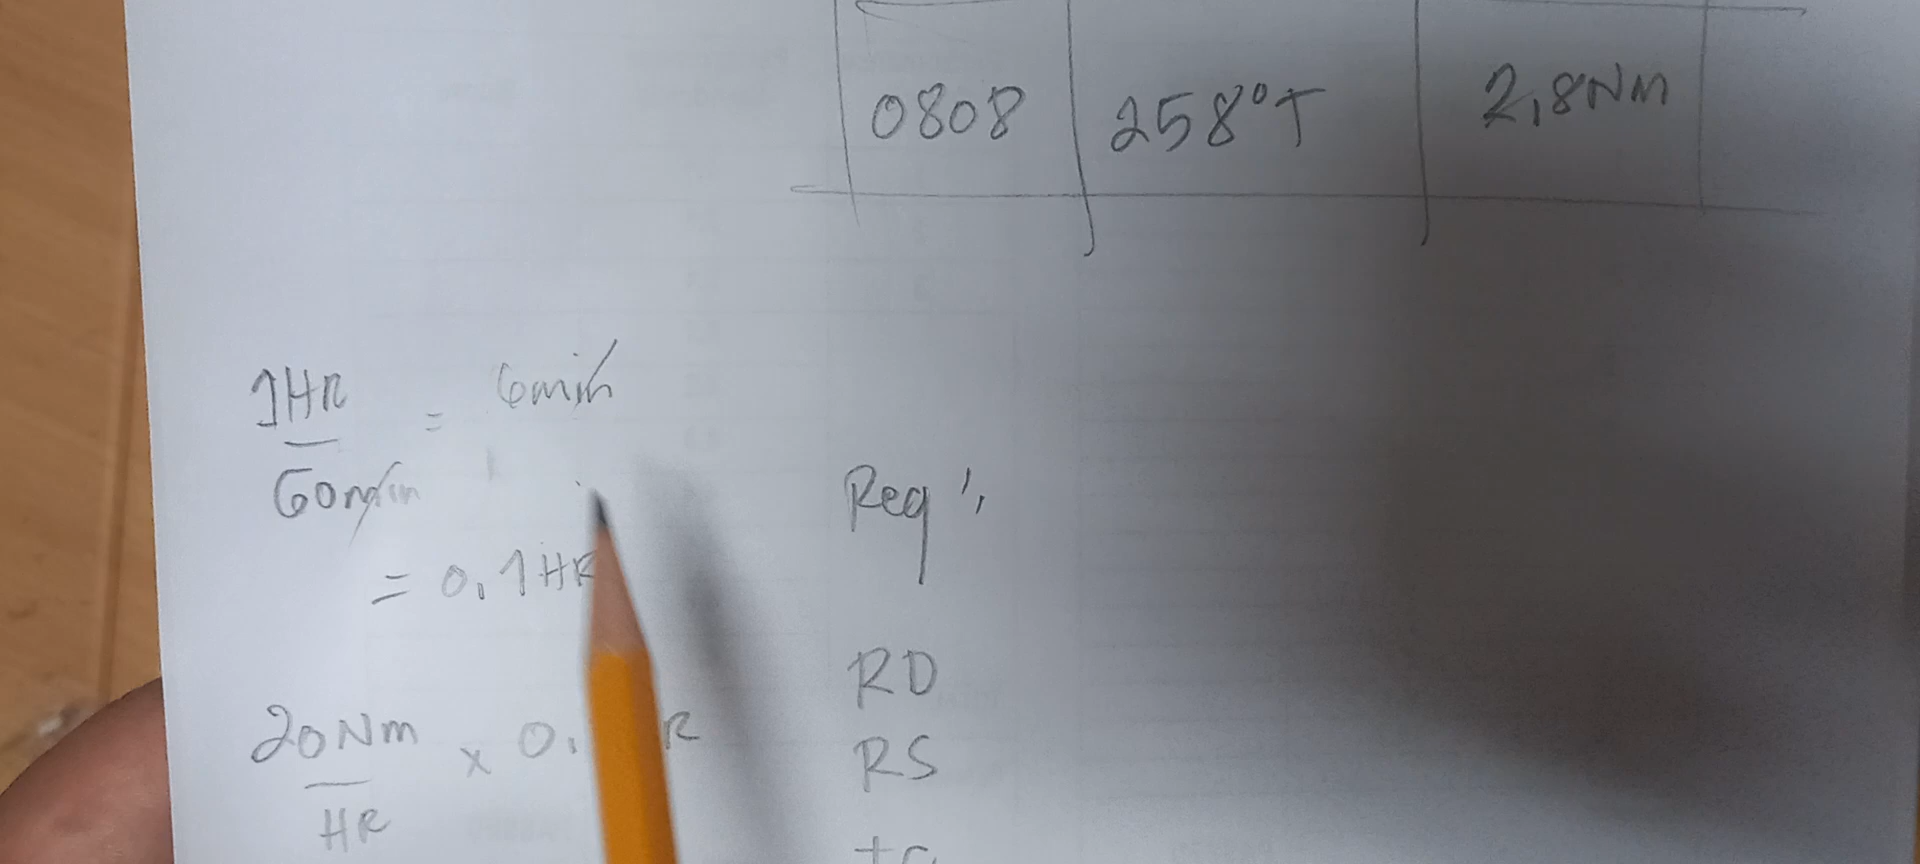 0808 258°T 2,8NM
1HR = 6min
60min
= 0.1HR
Req',
RD
20NM x 0.
RS
HR